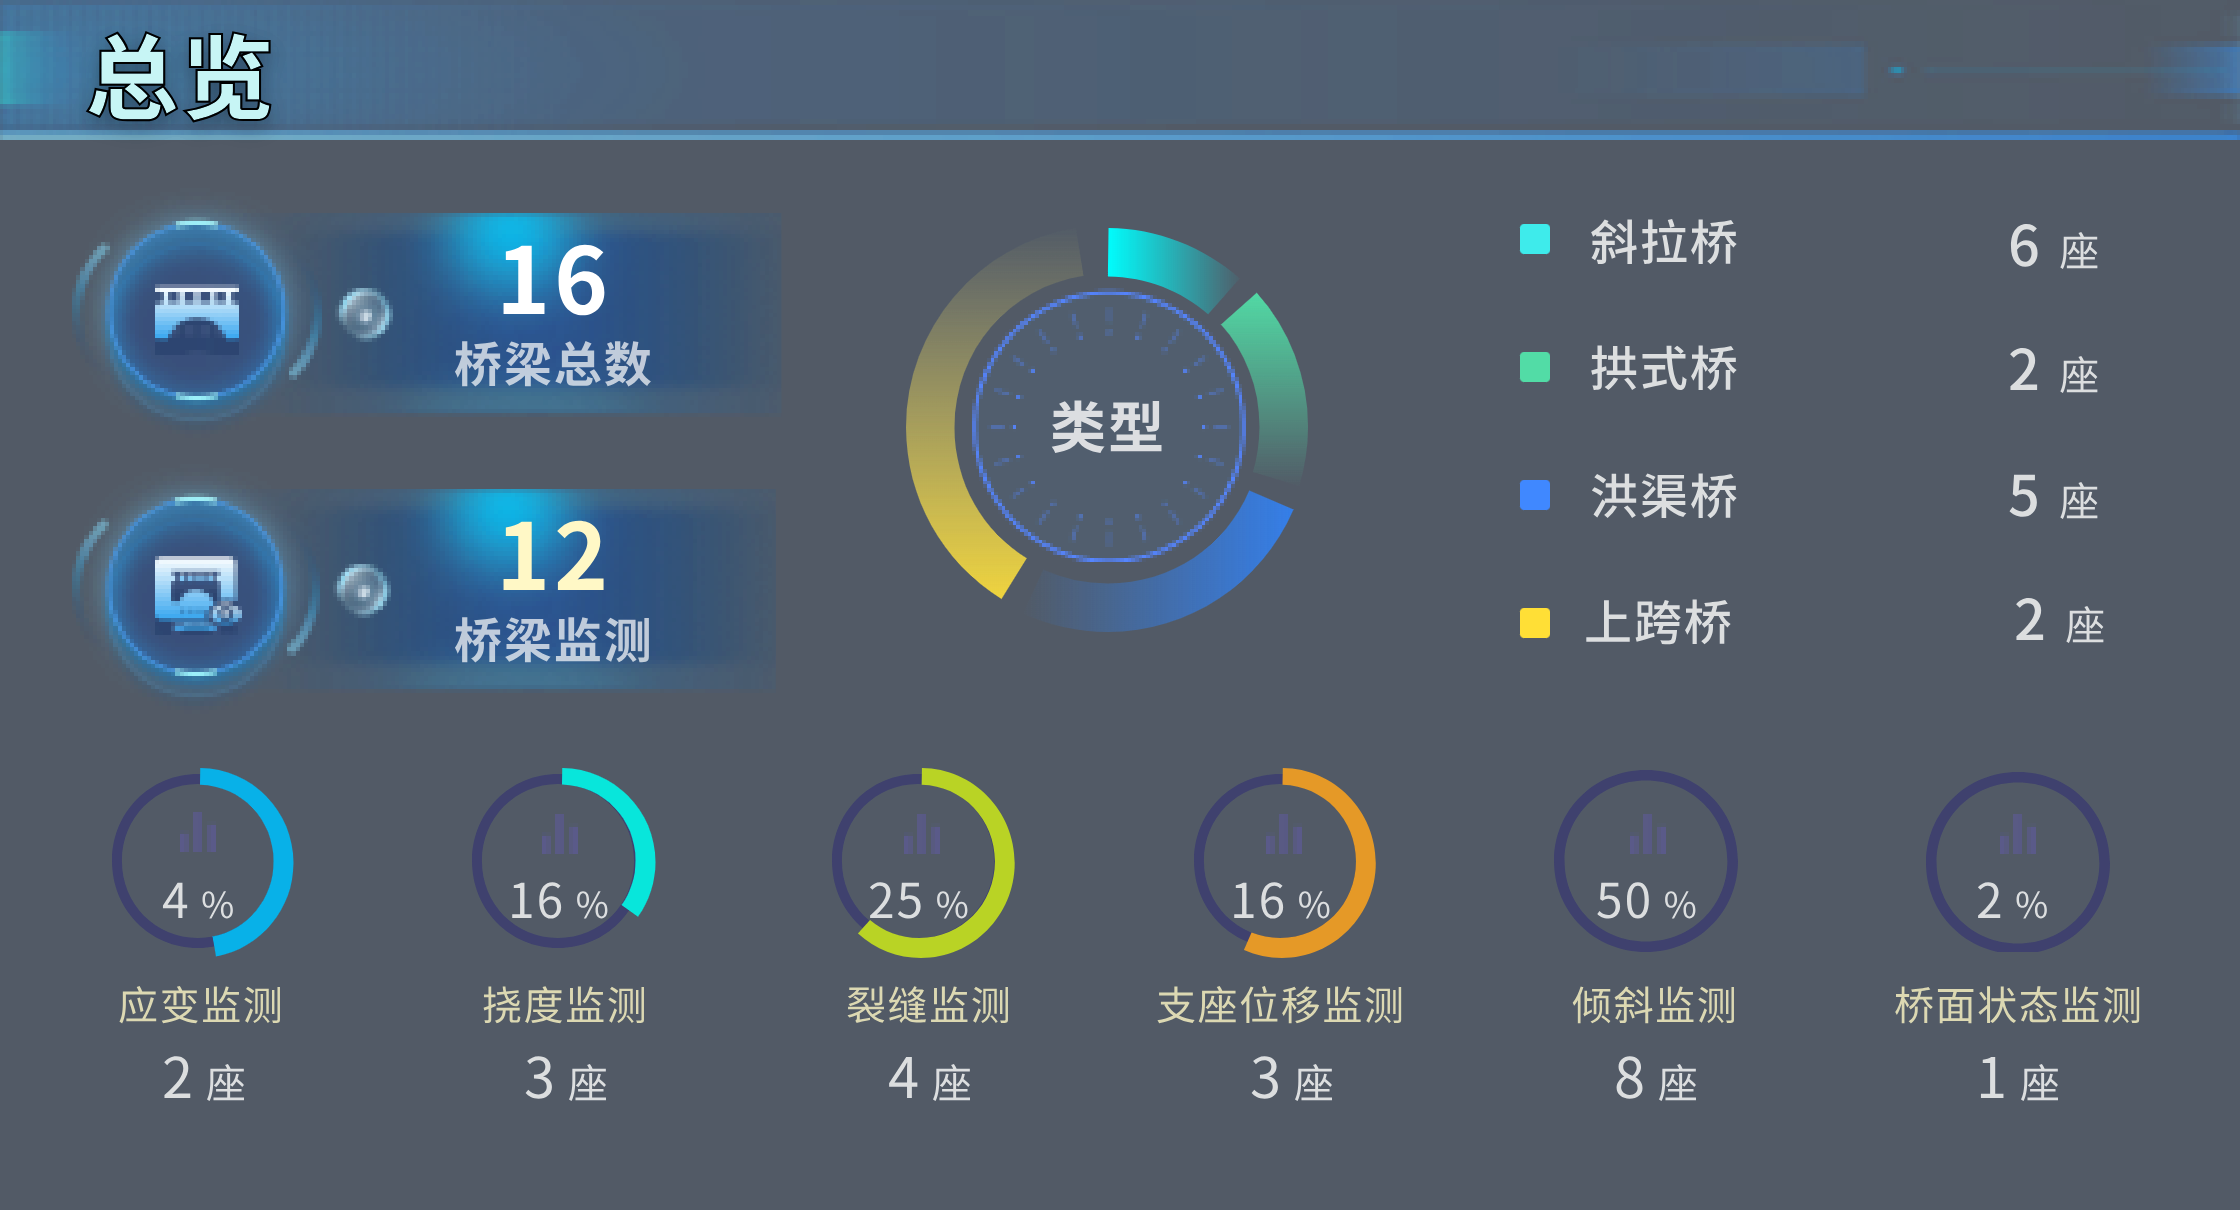 总览
16
桥梁总数
12
桥梁监测
类型
斜拉桥 6 座
拱式桥 2 座
洪渠桥 5 座
上跨桥 2 座
4 %
16 %
25 %
16 %
50 %
2 %
应变监测
挠度监测
裂缝监测
支座位移监测
倾斜监测
桥面状态监测
2 座
3 座
4 座
3 座
8 座
1 座